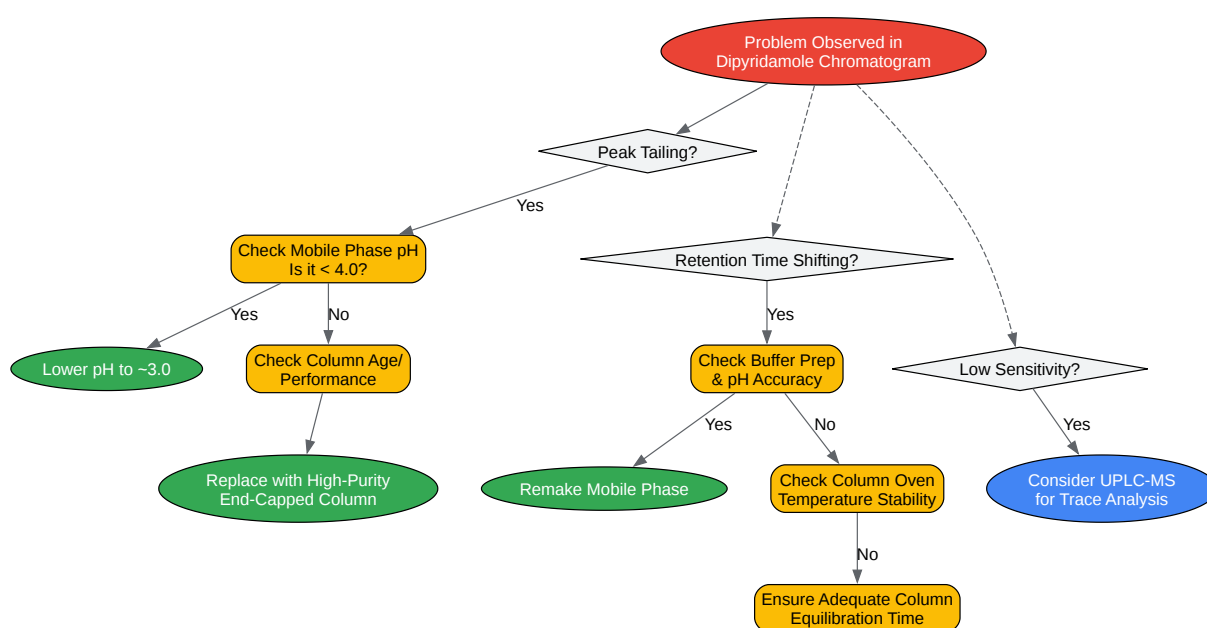 Problem Observed in
Dipyridamole Chromatogram
Peak Tailing?
Yes
Check Mobile Phase pH
Is it < 4.0?
Retention Time Shifting?
Yes
No
Yes
Lower pH to ~3.0
Check Column Age/
Performance
Check Buffer Prep
& pH Accuracy
Low Sensitivity?
Yes
No
Yes
Replace with High-Purity
End-Capped Column
Remake Mobile Phase
Check Column Oven
Temperature Stability
Consider UPLC-MS
for Trace Analysis
No
Ensure Adequate Column
Equilibration Time